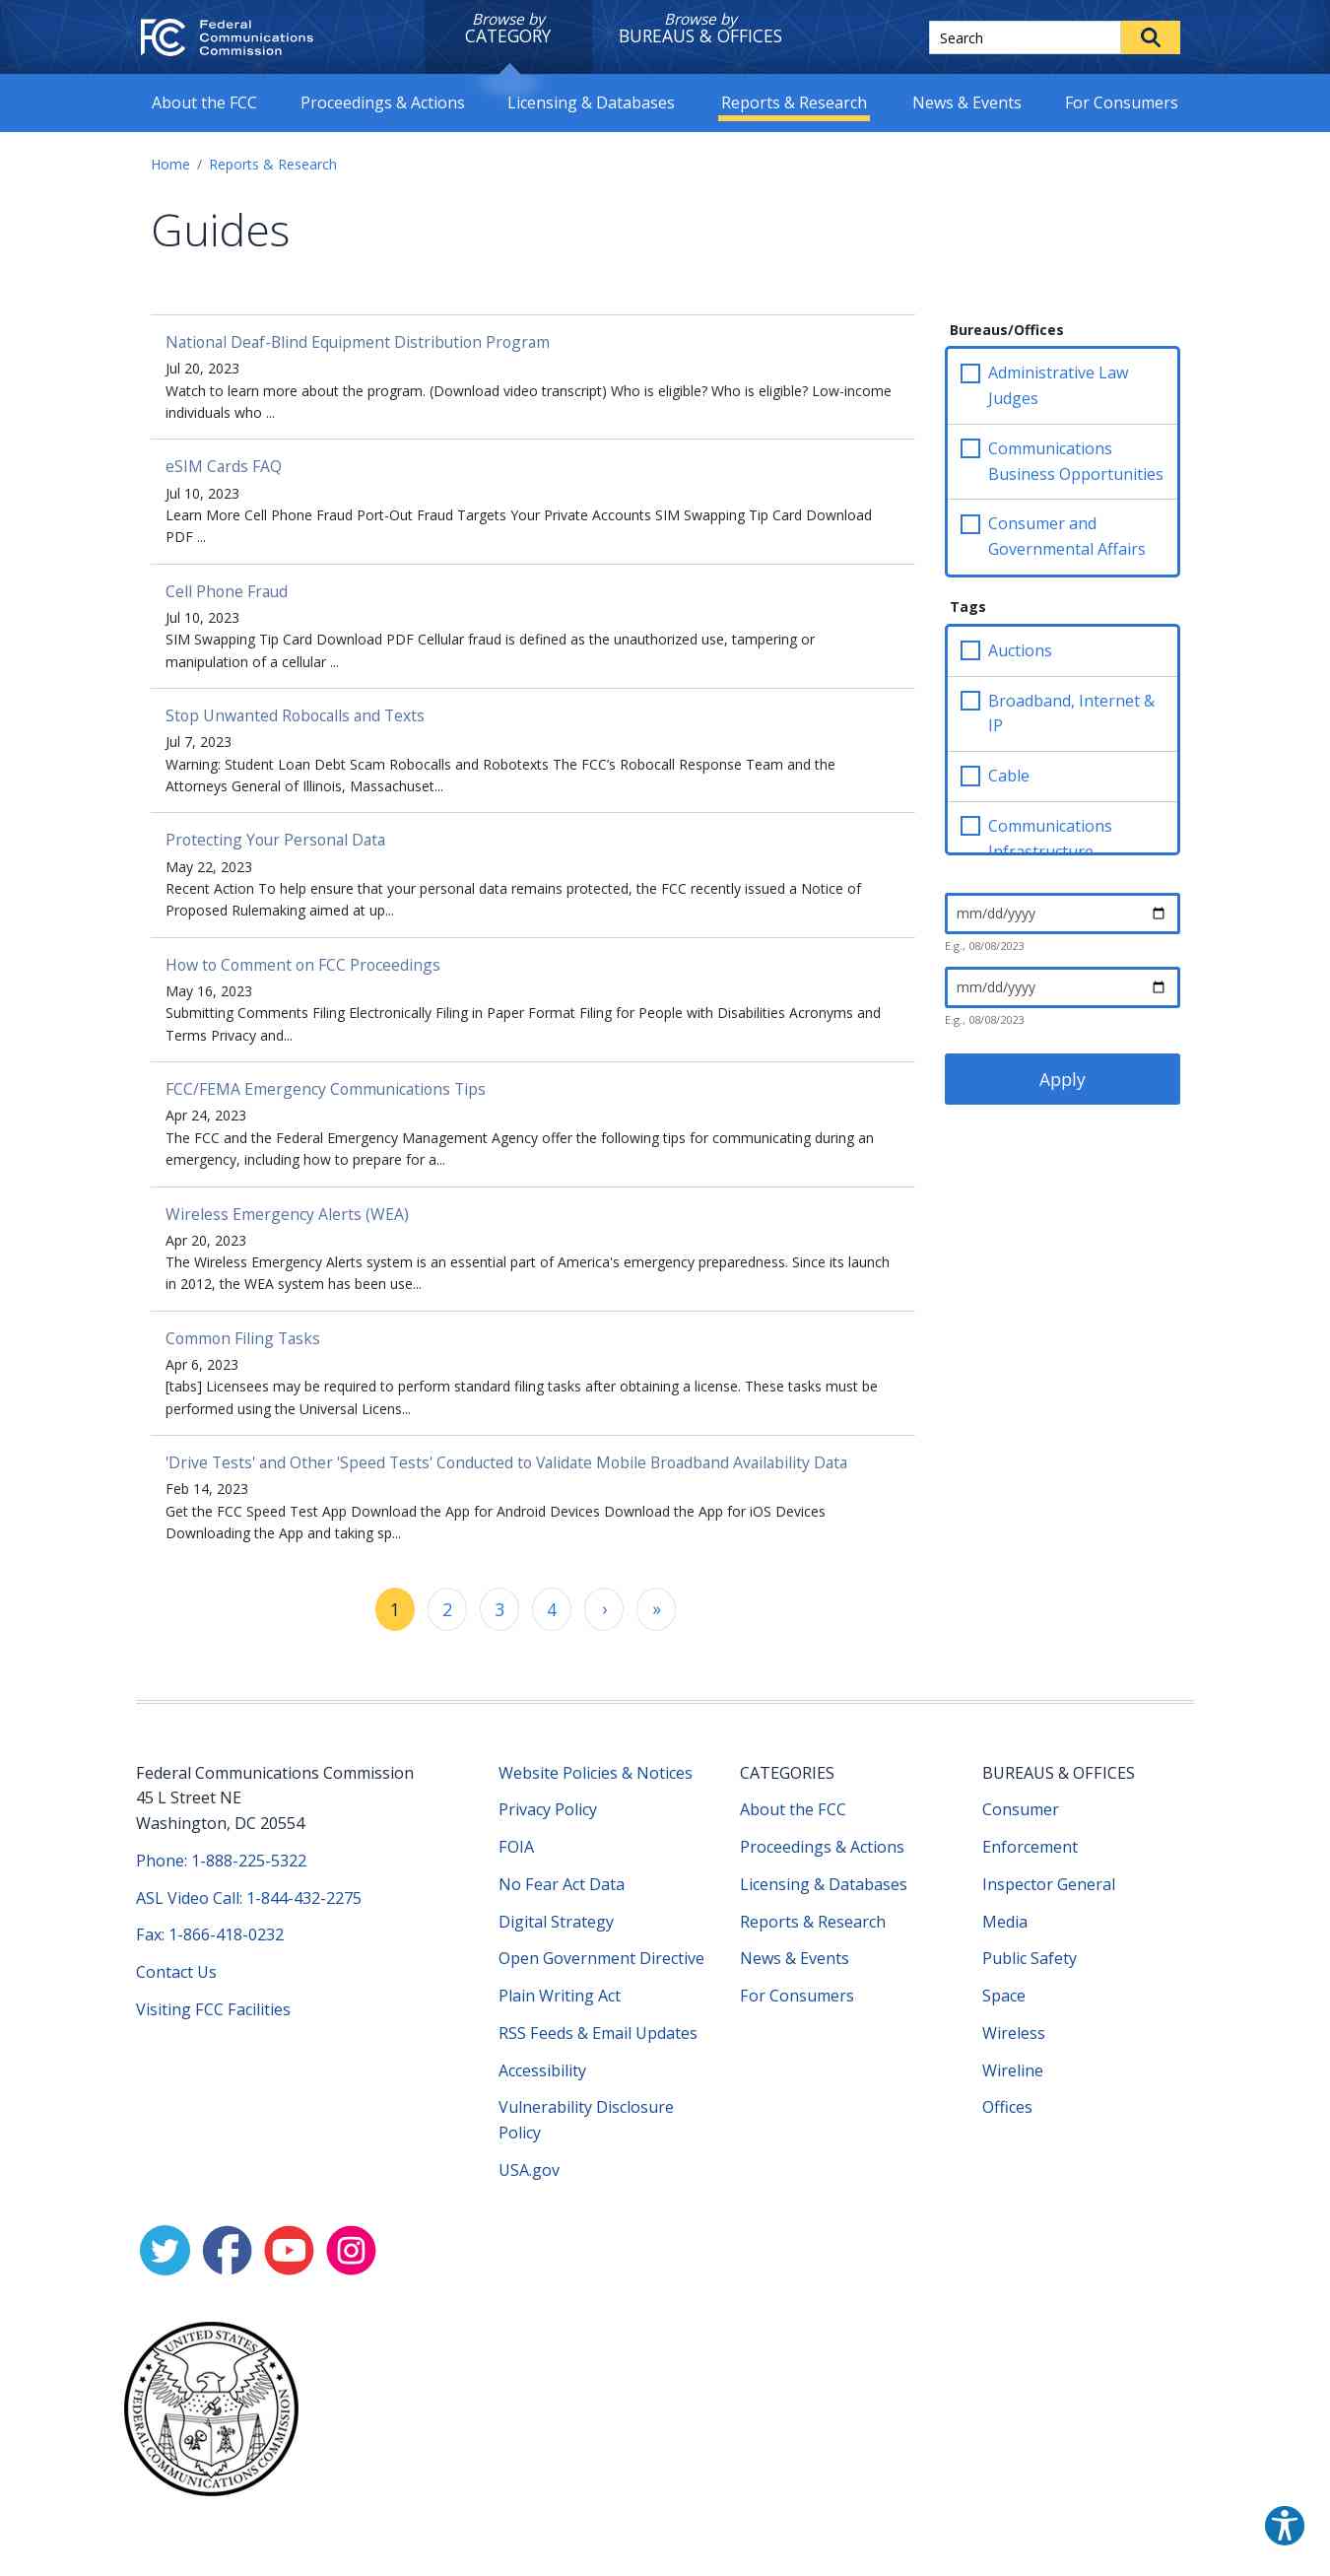 FCC Federal
Communications
Commission
Browse by
CATEGORY
Browse by
BUREAUS & OFFICES
Search
About the FCC
Proceedings & Actions
Licensing & Databases
Reports & Research
News & Events
For Consumers
Home / Reports & Research
Guides
National Deaf-Blind Equipment Distribution Program
Jul 20, 2023
Watch to learn more about the program. (Download video transcript) Who is eligible? Who is eligible? Low-income
individuals who ...
eSIM Cards FAQ
Jul 10, 2023
Learn More Cell Phone Fraud Port-Out Fraud Targets Your Private Accounts SIM Swapping Tip Card Download
PDF ...
Cell Phone Fraud
Jul 10, 2023
SIM Swapping Tip Card Download PDF Cellular fraud is defined as the unauthorized use, tampering or
manipulation of a cellular ...
Stop Unwanted Robocalls and Texts
Jul 7, 2023
Warning: Student Loan Debt Scam Robocalls and Robotexts The FCC’s Robocall Response Team and the
Attorneys General of Illinois, Massachuset...
Protecting Your Personal Data
May 22, 2023
Recent Action To help ensure that your personal data remains protected, the FCC recently issued a Notice of
Proposed Rulemaking aimed at up...
How to Comment on FCC Proceedings
May 16, 2023
Submitting Comments Filing Electronically Filing in Paper Format Filing for People with Disabilities Acronyms and
Terms Privacy and...
FCC/FEMA Emergency Communications Tips
Apr 24, 2023
The FCC and the Federal Emergency Management Agency offer the following tips for communicating during an
emergency, including how to prepare for a...
Wireless Emergency Alerts (WEA)
Apr 20, 2023
The Wireless Emergency Alerts system is an essential part of America's emergency preparedness. Since its launch
in 2012, the WEA system has been use...
Common Filing Tasks
Apr 6, 2023
[tabs] Licensees may be required to perform standard filing tasks after obtaining a license. These tasks must be
performed using the Universal Licens...
'Drive Tests' and Other 'Speed Tests' Conducted to Validate Mobile Broadband Availability Data
Feb 14, 2023
Get the FCC Speed Test App Download the App for Android Devices Download the App for iOS Devices
Downloading the App and taking sp...
1 2 3 4 › »
Bureaus/Offices
Administrative Law
Judges
Communications
Business Opportunities
Consumer and
Governmental Affairs
Tags
Auctions
Broadband, Internet &
IP
Cable
Communications
Infrastructure
mm/dd/yyyy
E.g., 08/08/2023
mm/dd/yyyy
E.g., 08/08/2023
Apply
Federal Communications Commission
45 L Street NE
Washington, DC 20554
Phone: 1-888-225-5322
ASL Video Call: 1-844-432-2275
Fax: 1-866-418-0232
Contact Us
Visiting FCC Facilities
Website Policies & Notices
Privacy Policy
FOIA
No Fear Act Data
Digital Strategy
Open Government Directive
Plain Writing Act
RSS Feeds & Email Updates
Accessibility
Vulnerability Disclosure
Policy
USA.gov
CATEGORIES
About the FCC
Proceedings & Actions
Licensing & Databases
Reports & Research
News & Events
For Consumers
BUREAUS & OFFICES
Consumer
Enforcement
Inspector General
Media
Public Safety
Space
Wireless
Wireline
Offices
UNITED STATES
FEDERAL COMMUNICATIONS COMMISSION